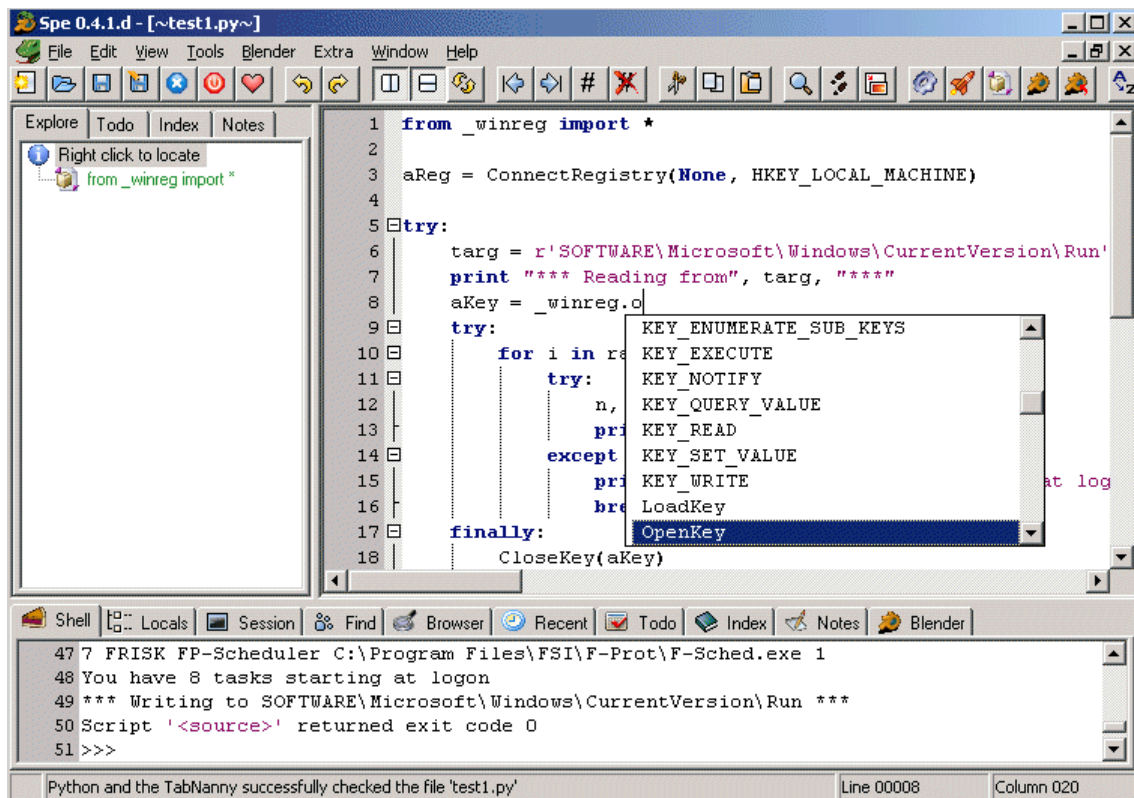 Spe 0.4.1.d - [~test1.py~]
File Edit View Tools Blender Extra Window Help
Explore Todo Index Notes
Right click to locate
from _winreg import *
1 from _winreg import *
2
3 aReg = ConnectRegistry(None, HKEY_LOCAL_MACHINE)
4
5 try:
6 targ = r'SOFTWARE\Microsoft\Windows\CurrentVersion\Run'
7 print "*** Reading from", targ, "***"
8 aKey = _winreg.o
9 try:
10 for i in ra
11 try:
12 n,
13 pri
14 except
15 pri at log
16 bre
17 finally:
18 CloseKey(aKey)
KEY_ENUMERATE_SUB_KEYS
KEY_EXECUTE
KEY_NOTIFY
KEY_QUERY_VALUE
KEY_READ
KEY_SET_VALUE
KEY_WRITE
LoadKey
OpenKey
Shell Locals Session Find Browser Recent Todo Index Notes Blender
47 7 FRISK FP-Scheduler C:\Program Files\FSI\F-Prot\F-Sched.exe 1
48 You have 8 tasks starting at logon
49 *** Writing to SOFTWARE\Microsoft\Windows\CurrentVersion\Run ***
50 Script '<source>' returned exit code 0
51 >>>
Python and the TabNanny successfully checked the file 'test1.py' Line 00008 Column 020